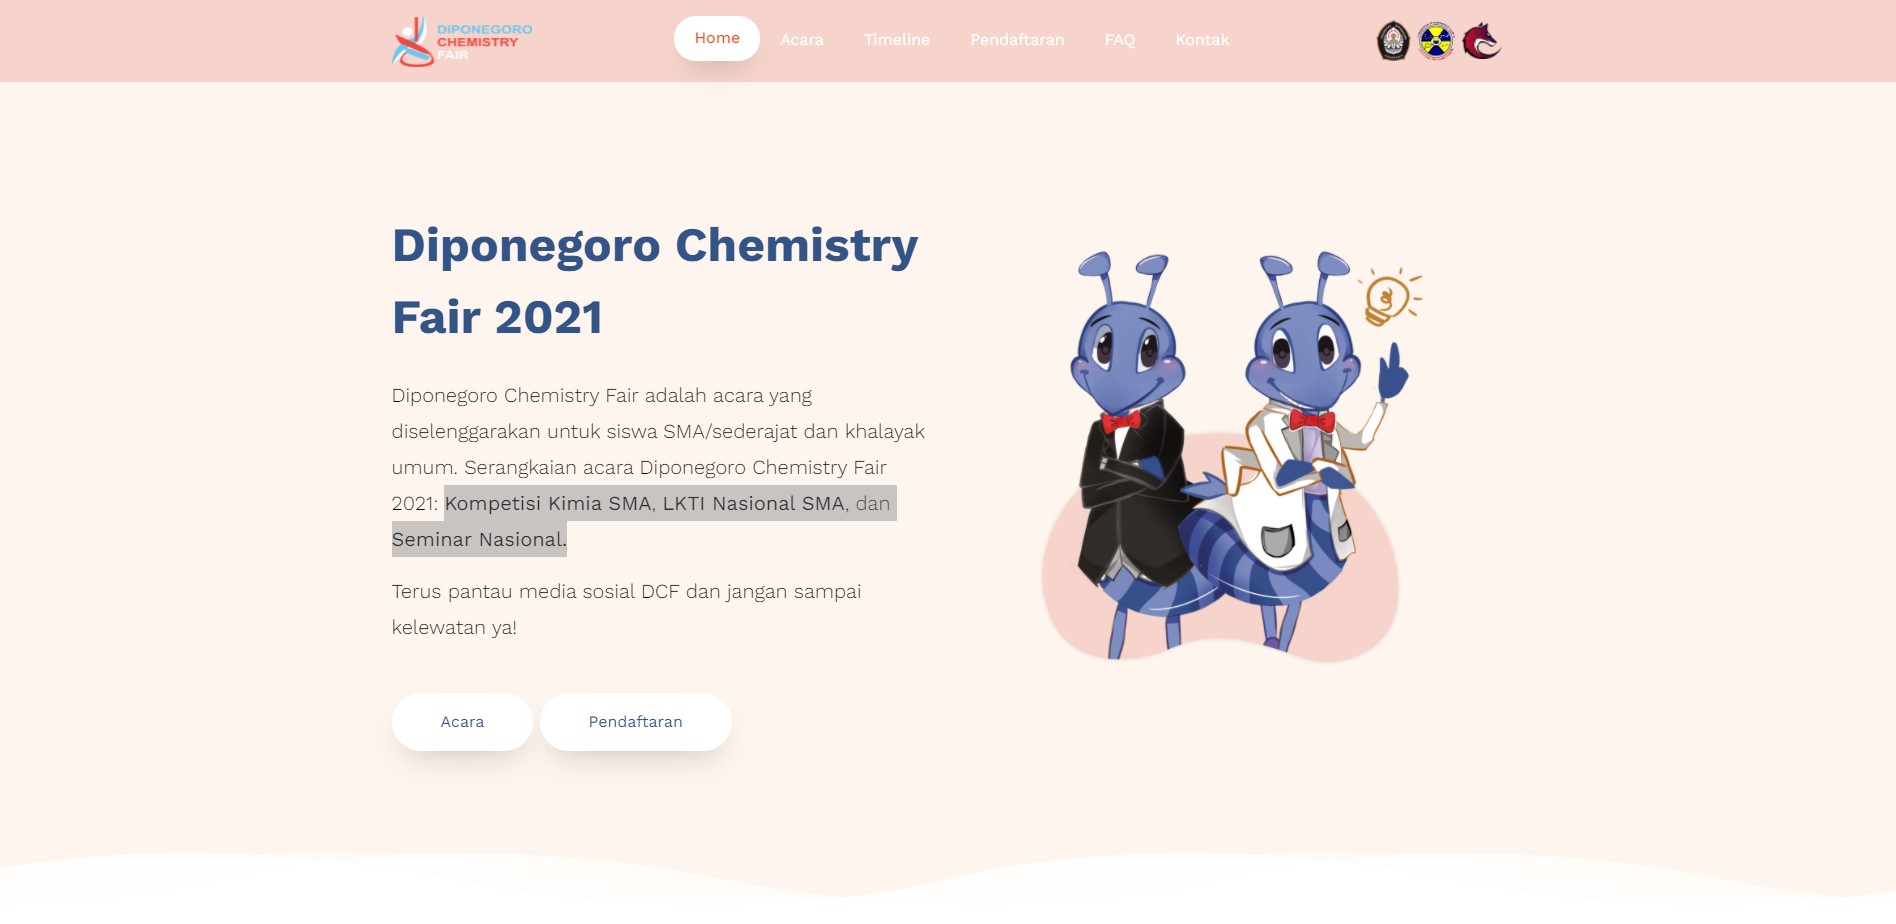 DIPONEGORO
CHEMISTRY
FAIR
Home
Acara
Timeline
Pendaftaran
FAQ
Kontak
Diponegoro Chemistry
Fair 2021
Diponegoro Chemistry Fair adalah acara yang
diselenggarakan untuk siswa SMA/sederajat dan khalayak
umum. Serangkaian acara Diponegoro Chemistry Fair
2021: Kompetisi Kimia SMA, LKTI Nasional SMA, dan
Seminar Nasional.
Terus pantau media sosial DCF dan jangan sampai
kelewatan ya!
Acara
Pendaftaran